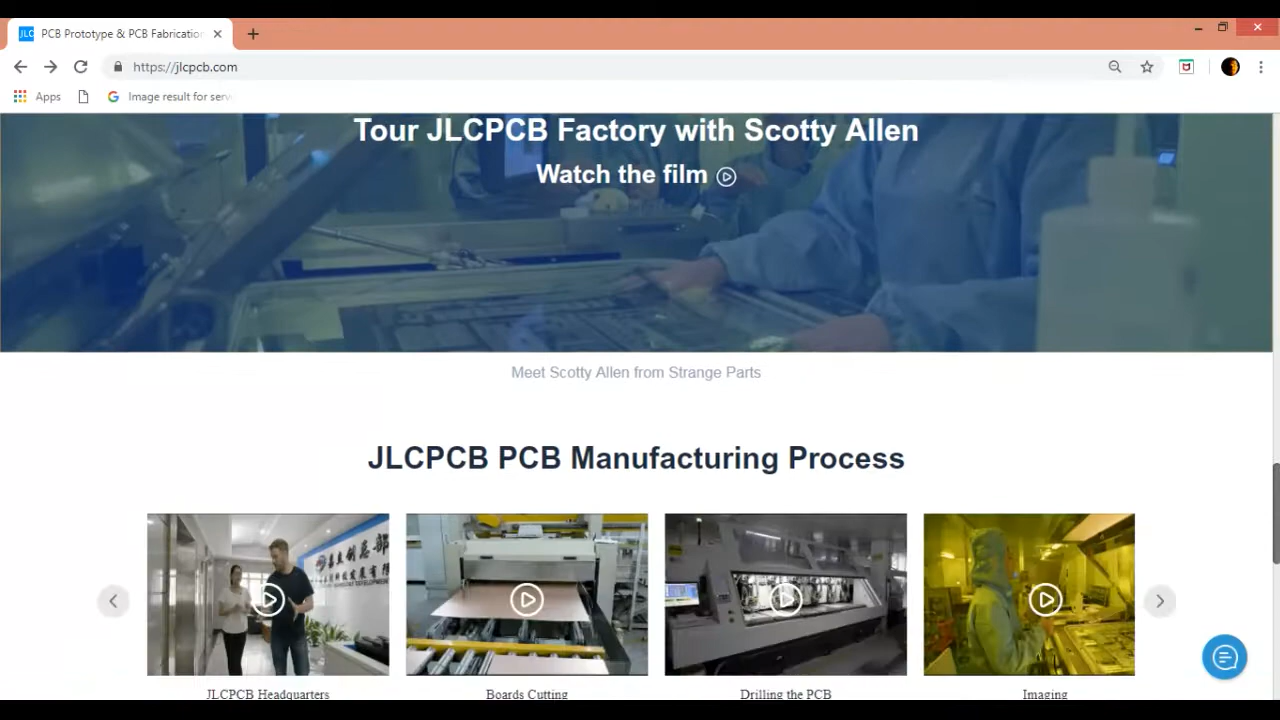 JLC PCB Prototype & PCB Fabricatio
https://jlcpcb.com
Apps
Image result for serv
Tour JLCPCB Factory with Scotty Allen
Watch the film
Meet Scotty Allen from Strange Parts
JLCPCB PCB Manufacturing Process
JLCPCB Headquarters
Boards Cutting
Drilling the PCB
Imaging